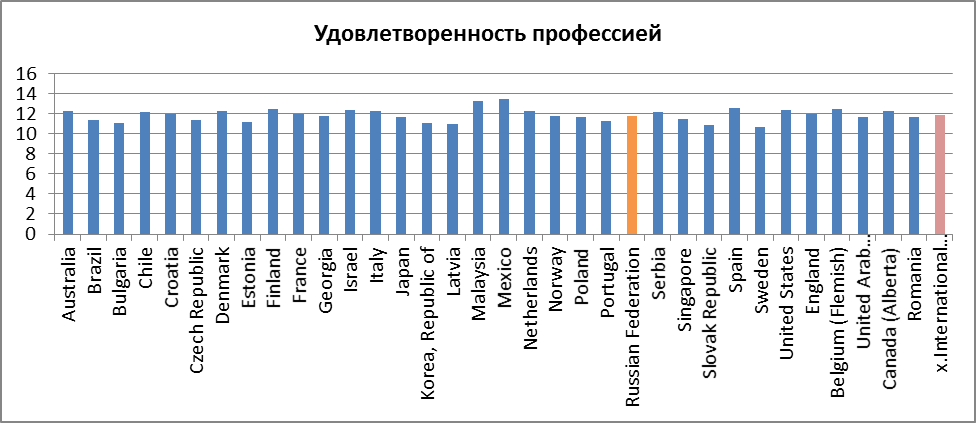 Удовлетворенность профессией
16
14
12
10
8
6
4
2
0
Australia
Brazil
Bulgaria
Chile
Croatia
Czech Republic
Denmark
Estonia
Finland
France
Georgia
Israel
Italy
Japan
Korea, Republic of
Latvia
Malaysia
Mexico
Netherlands
Norway
Poland
Portugal
Russian Federation
Serbia
Singapore
Slovak Republic
Spain
Sweden
United States
England
Belgium (Flemish)
United Arab…
Canada (Alberta)
Romania
x.International…